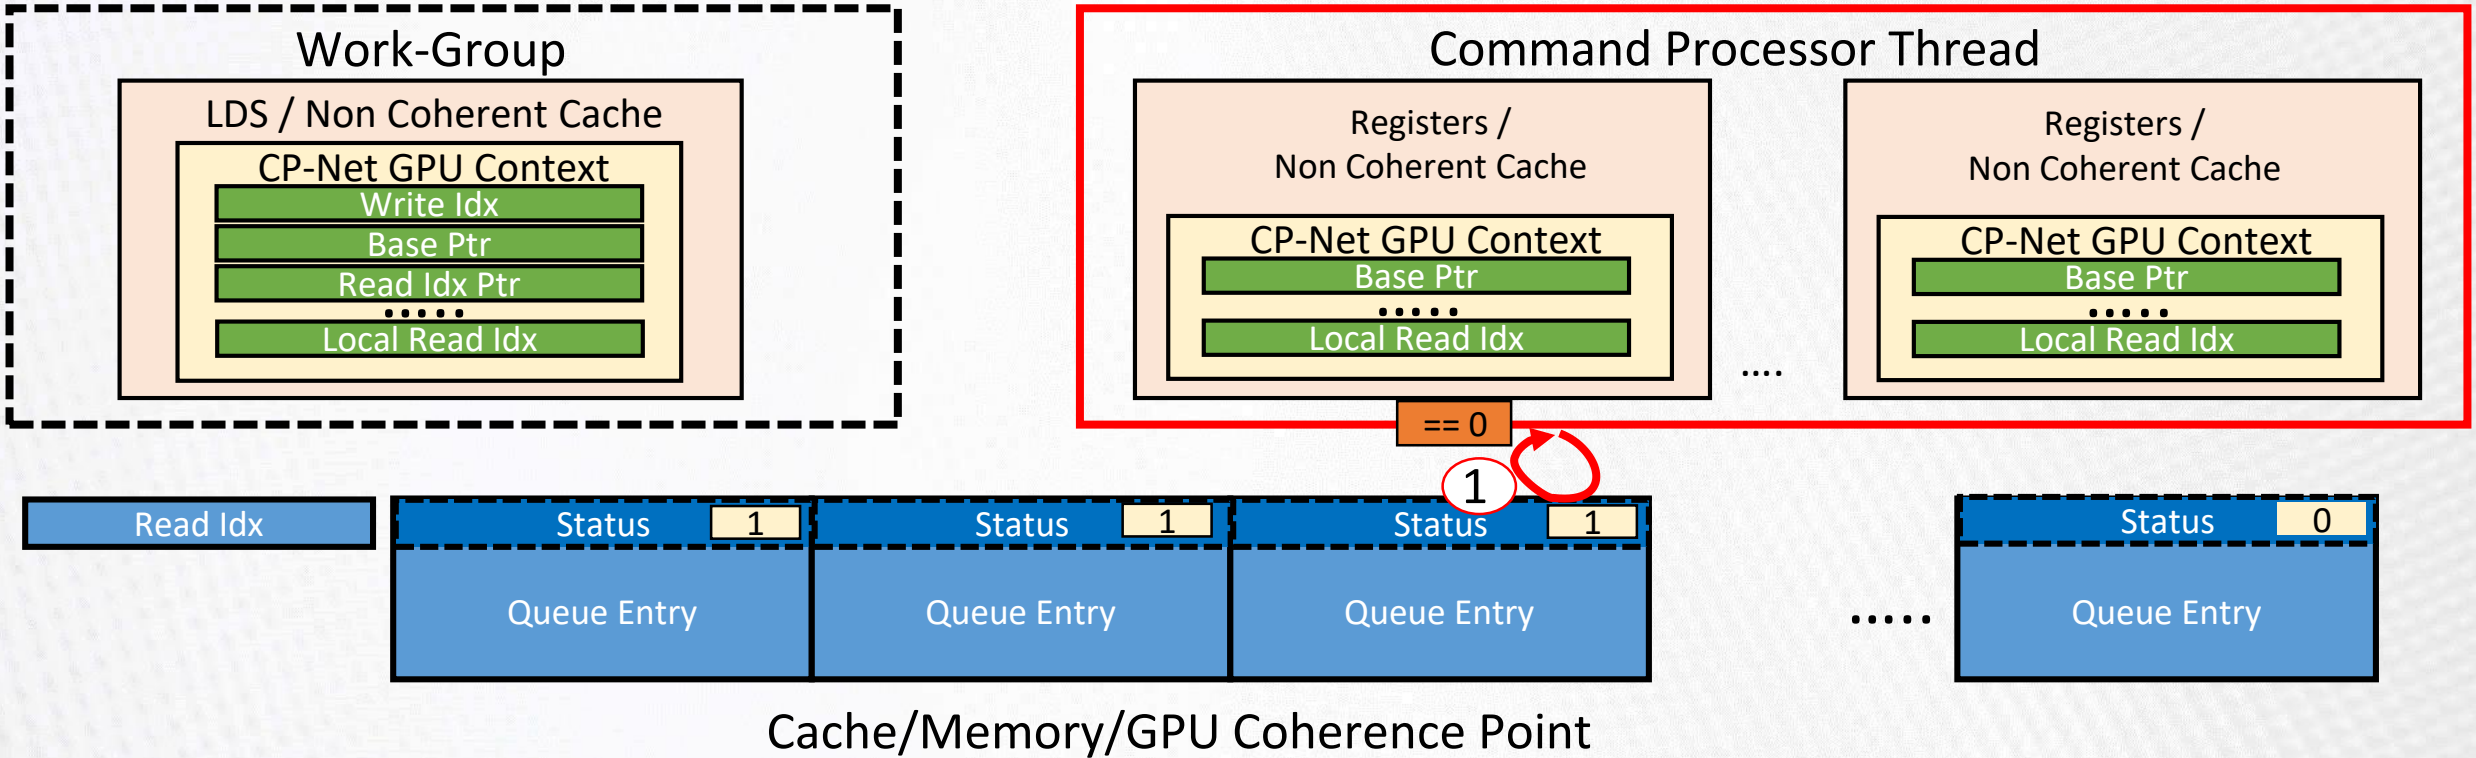 Work-Group
LDS / Non Coherent Cache
CP-Net GPU Context
Write Idx
Base Ptr
Read Idx Ptr
.....
Local Read Idx
Command Processor Thread
Registers /
Non Coherent Cache
CP-Net GPU Context
Base Ptr
.....
Local Read Idx
....
Registers /
Non Coherent Cache
CP-Net GPU Context
Base Ptr
.....
Local Read Idx
== 0
1
Read Idx
Status 1
Queue Entry
Status 1
Queue Entry
Status 1
Queue Entry
.....
Status 0
Queue Entry
Cache/Memory/GPU Coherence Point